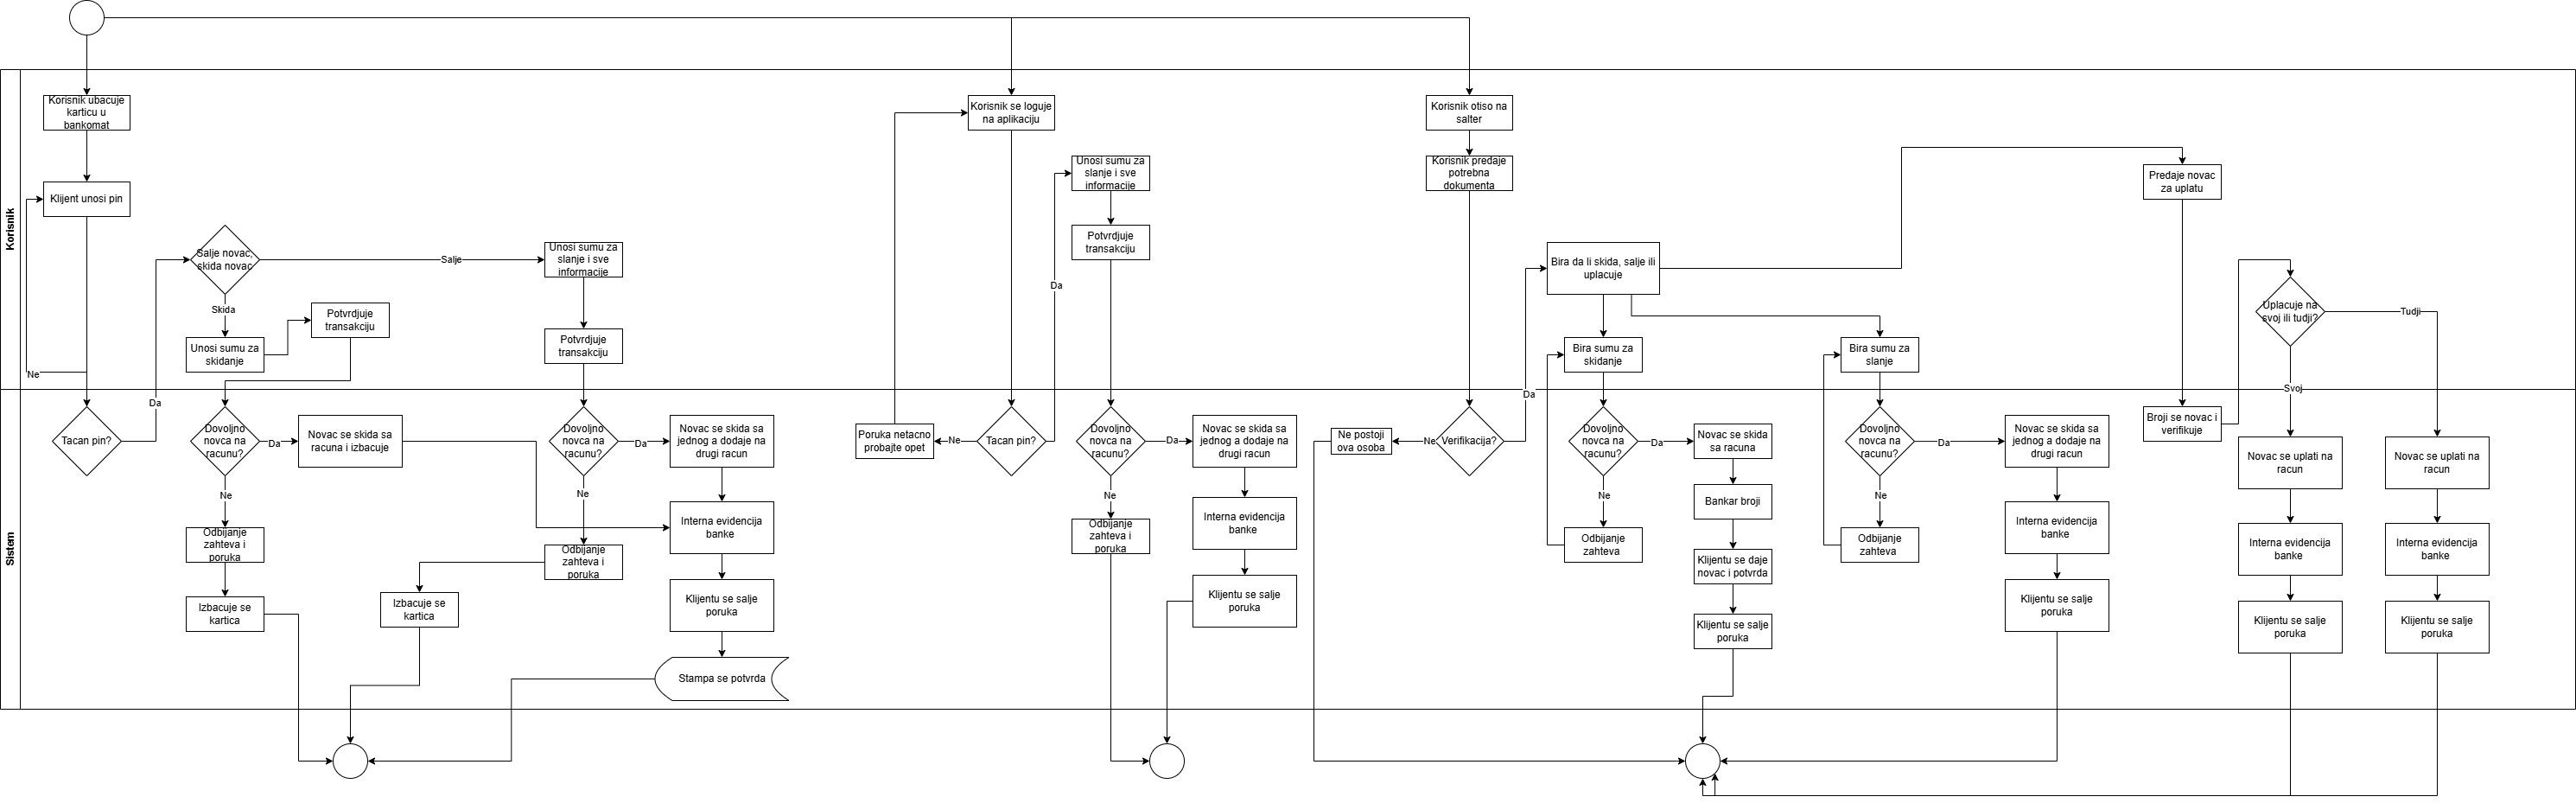 Korisnik
Korisnik ubacuje
karticu u
bankomat
Klijent unosi pin
Ne
Tacan pin?
Da
Salje novac,
skida novac
Salje
Skida
Unosi sumu za
skidanje
Potvrdjuje
transakciju
Unosi sumu za
slanje i sve
informacije
Potvrdjuje
transakciju
Korisnik se loguje
na aplikaciju
Unosi sumu za
slanje i sve
informacije
Potvrdjuje
transakciju
Da
Korisnik otiso na
salter
Korisnik predaje
potrebna
dokumenta
Bira da li skida, salje ili
uplacuje
Da
Bira sumu za
skidanje
Bira sumu za
slanje
Predaje novac
za uplatu
Uplacuje na
svoj ili tudji?
Tudji
Svoj
Sistem
Dovoljno
novca na
racunu?
Da
Novac se skida sa
racuna i izbacuje
Ne
Odbijanje
zahteva i
poruka
Izbacuje se
kartica
Dovoljno
novca na
racunu?
Da
Novac se skida sa
jednog a dodaje na
drugi racun
Ne
Odbijanje
zahteva i
poruka
Izbacuje se
kartica
Interna evidencija
banke
Klijentu se salje
poruka
Stampa se potvrda
Poruka netacno
probajte opet
Ne
Tacan pin?
Dovoljno
novca na
racunu?
Da
Novac se skida sa
jednog a dodaje na
drugi racun
Ne
Odbijanje
zahteva i
poruka
Interna evidencija
banke
Klijentu se salje
poruka
Ne postoji
ova osoba
Ne
Verifikacija?
Dovoljno
novca na
racunu?
Da
Novac se skida
sa racuna
Ne
Odbijanje
zahteva
Bankar broji
Klijentu se daje
novac i potvrda
Klijentu se salje
poruka
Dovoljno
novca na
racunu?
Da
Novac se skida sa
jednog a dodaje na
drugi racun
Ne
Odbijanje
zahteva
Interna evidencija
banke
Klijentu se salje
poruka
Broji se novac i
verifikuje
Novac se uplati na
racun
Interna evidencija
banke
Klijentu se salje
poruka
Novac se uplati na
racun
Interna evidencija
banke
Klijentu se salje
poruka